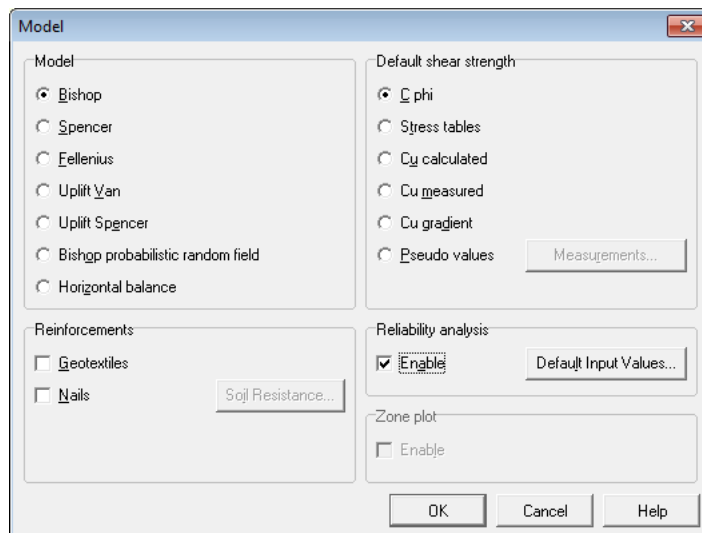 Model
Model
Bishop
Spencer
Fellenius
Uplift Van
Uplift Spencer
Bishop probabilistic random field
Horizontal balance
Default shear strength
C phi
Stress tables
Cu calculated
Cu measured
Cu gradient
Pseudo values
Measurements...
Reinforcements
Geotextiles
Nails
Soil Resistance...
Reliability analysis
Enable
Default Input Values...
Zone plot
Enable
OK
Cancel
Help